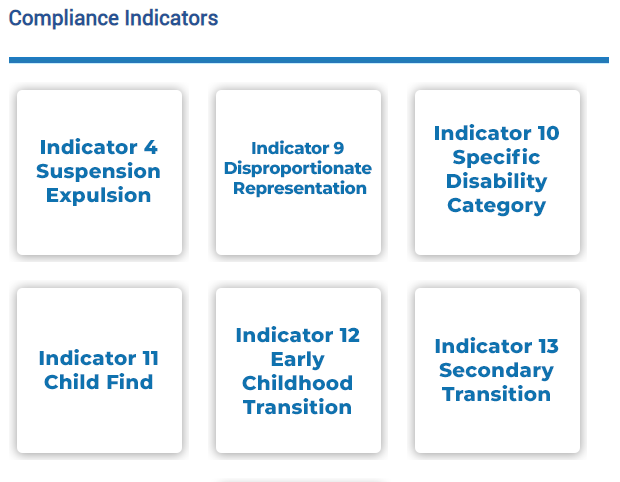 Compliance Indicators
Indicator 4
Suspension
Expulsion
Indicator 9
Disproportionate
Representation
Indicator 10
Specific
Disability
Category
Indicator 11
Child Find
Indicator 12
Early
Childhood
Transition
Indicator 13
Secondary
Transition